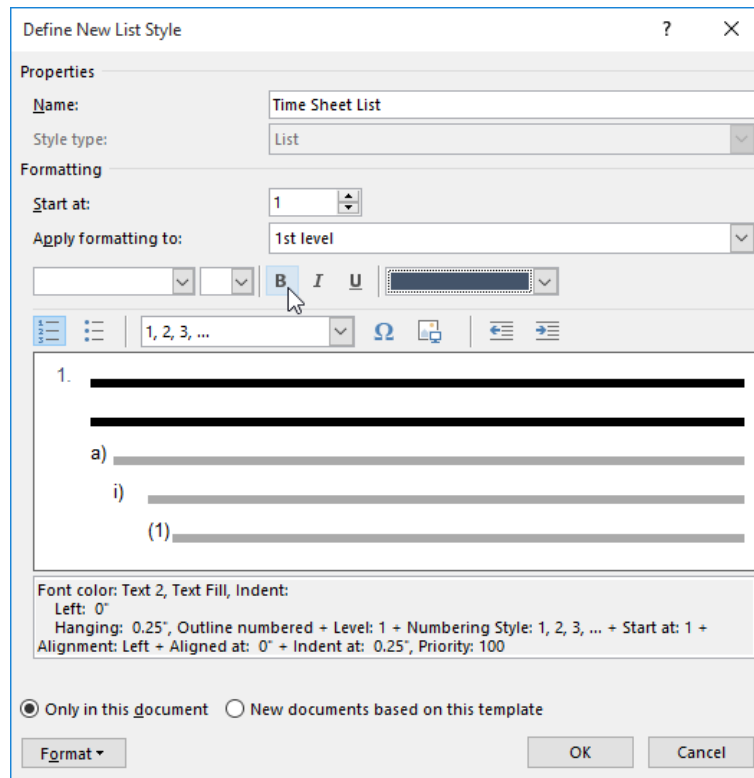 Define New List Style ?
Properties
Name: Time Sheet List
Style type: List
Formatting
Start at: 1
Apply formatting to: 1st level
B I U
1, 2, 3, ... Ω
1.
a)
i)
(1)
Font color: Text 2, Text Fill, Indent:
Left: 0"
Hanging: 0.25", Outline numbered + Level: 1 + Numbering Style: 1, 2, 3, ... + Start at: 1 +
Alignment: Left + Aligned at: 0" + Indent at: 0.25", Priority: 100
Only in this document New documents based on this template
Format OK Cancel